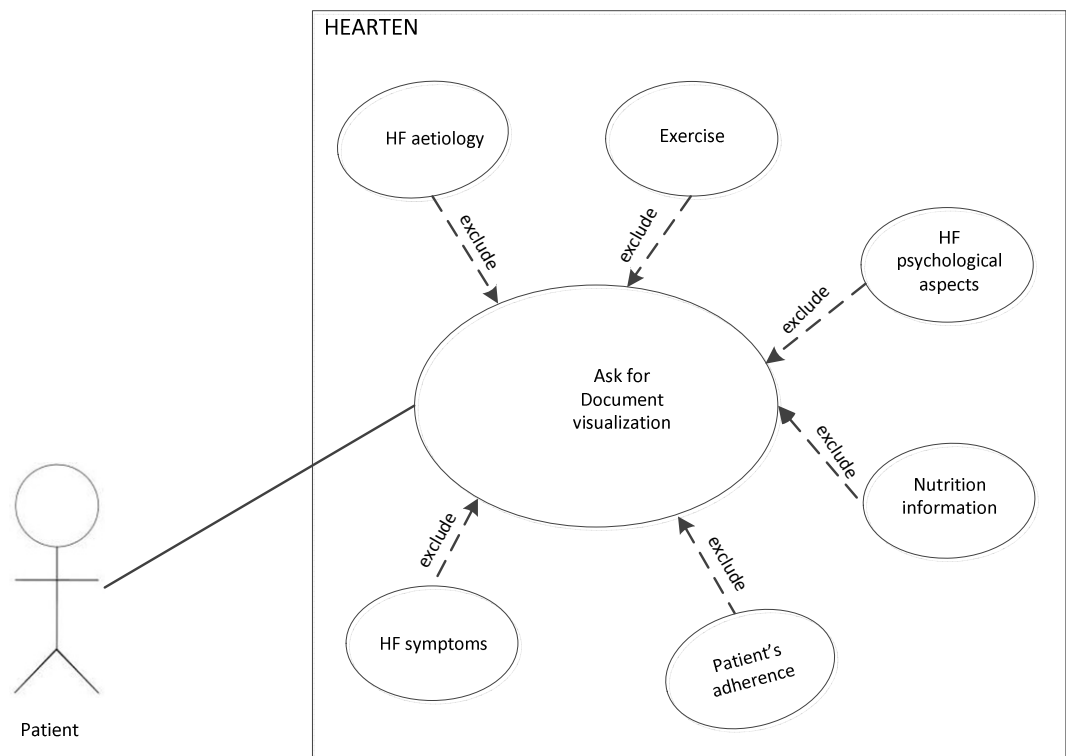 HEARTEN
HF aetiology
Exercise
exclude
exclude
HF
psychological
aspects
exclude
Ask for
Document
visualization
exclude
Nutrition
information
exclude
exclude
HF symptoms
Patient's
adherence
Patient